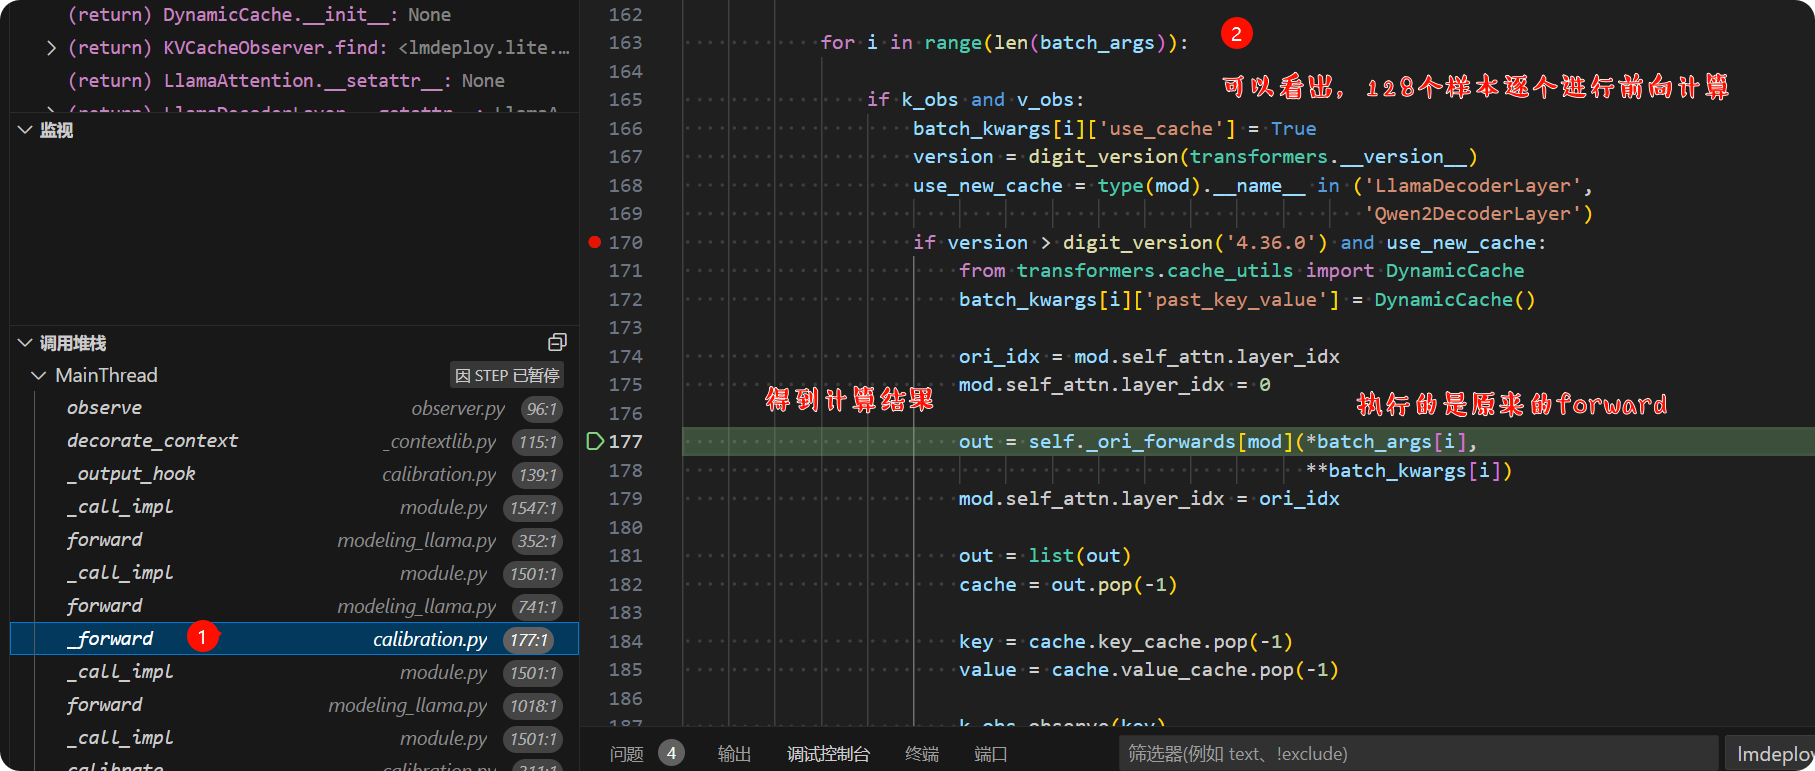 (return) DynamicCache.__init__: None
(return) KVCacheObserver.find: <lmdeploy.lite.…
(return) LlamaAttention.__setattr__: None
监视
调用堆栈
MainThread 因 STEP 已暂停
observe observer.py 96:1
decorate_context _contextlib.py 115:1
_output_hook calibration.py 139:1
_call_impl module.py 1547:1
forward modeling_llama.py 352:1
_call_impl module.py 1501:1
forward modeling_llama.py 741:1
_forward 1 calibration.py 177:1
_call_impl module.py 1501:1
forward modeling_llama.py 1018:1
_call_impl module.py 1501:1
calibrate calibration.py 311:1
162
163 for i in range(len(batch_args)):
2
可以看出，128个样本逐个进行前向计算
164
165 if k_obs and v_obs:
166 batch_kwargs[i]['use_cache'] = True
167 version = digit_version(transformers.__version__)
168 use_new_cache = type(mod).__name__ in ('LlamaDecoderLayer',
169 'Qwen2DecoderLayer')
170 if version > digit_version('4.36.0') and use_new_cache:
171 from transformers.cache_utils import DynamicCache
172 batch_kwargs[i]['past_key_value'] = DynamicCache()
173
174 ori_idx = mod.self_attn.layer_idx
175 mod.self_attn.layer_idx = 0
176
得到计算结果
执行的是原来的forward
177 out = self._ori_forwards[mod](*batch_args[i],
178 **batch_kwargs[i])
179 mod.self_attn.layer_idx = ori_idx
180
181 out = list(out)
182 cache = out.pop(-1)
183
184 key = cache.key_cache.pop(-1)
185 value = cache.value_cache.pop(-1)
186
187 k_obs.observe(key)
问题 4 输出 调试控制台 终端 端口 筛选器(例如 text、!exclude) lmdeploy